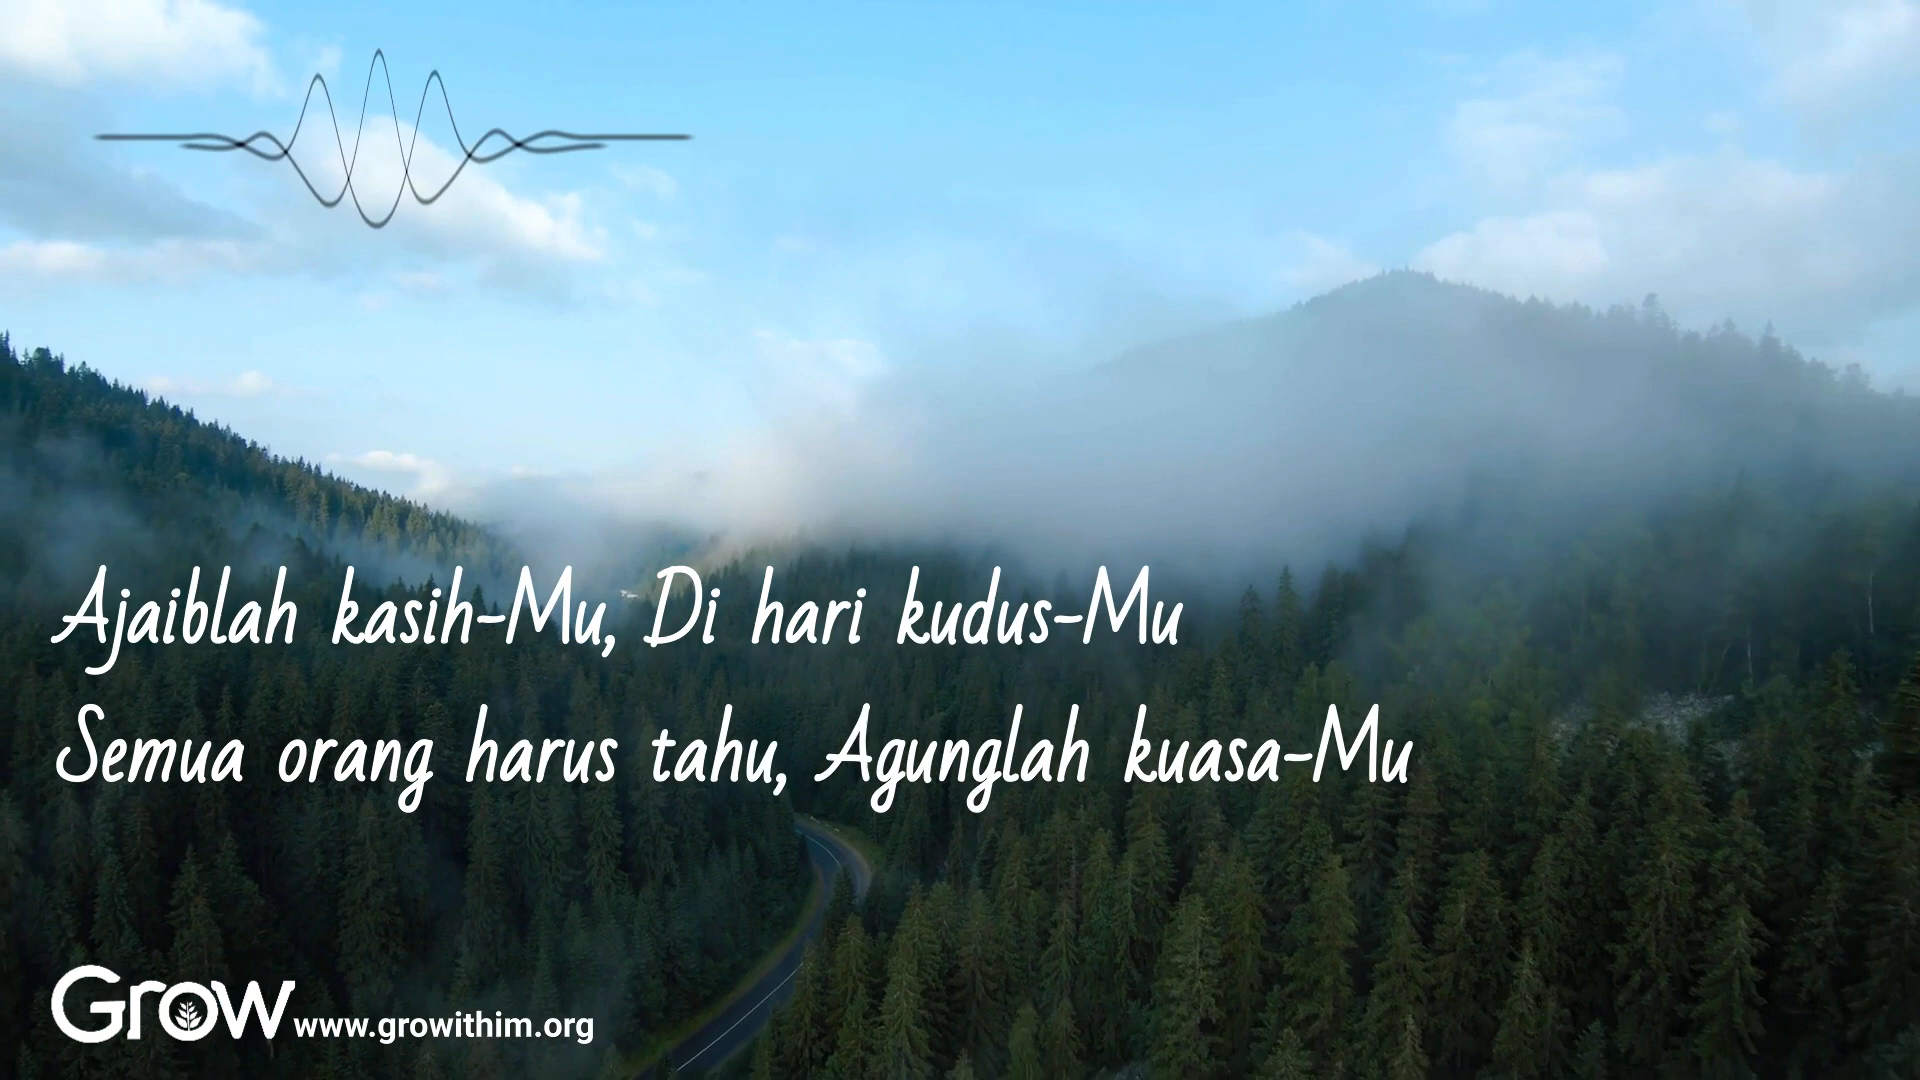 Ajaiblah kasih-Mu, Di hari kudus-Mu
Semua orang harus tahu, Agunglah kuasa-Mu
Grow www.growithim.org